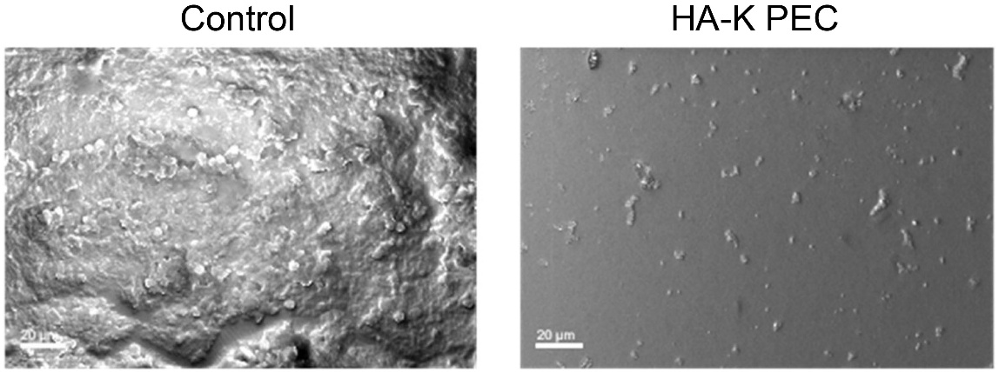 Control
HA-K PEC
20 µm
20 µm